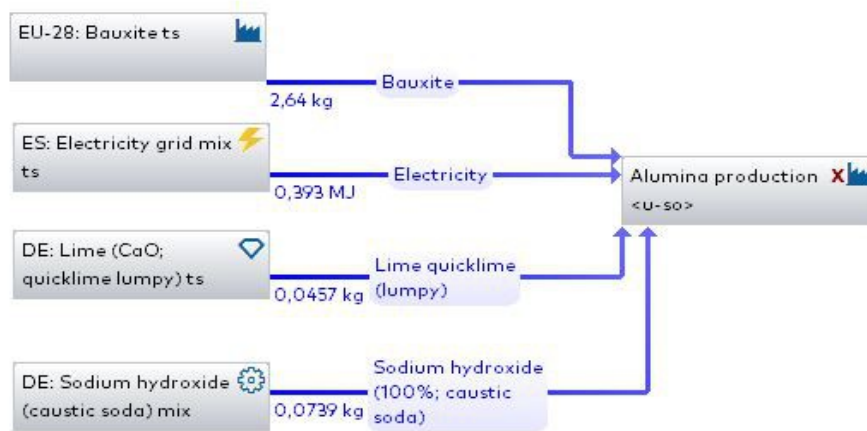 EU-28: Bauxite ts
Bauxite
2,64 kg
ES: Electricity grid mix
ts
Electricity
0,393 MJ
Alumina production X
<u-so>
DE: Lime (CaO;
quicklime lumpy) ts
Lime quicklime
(lumpy)
0,0457 kg
DE: Sodium hydroxide
(caustic soda) mix
Sodium hydroxide
(100%; caustic
soda)
0,0739 kg